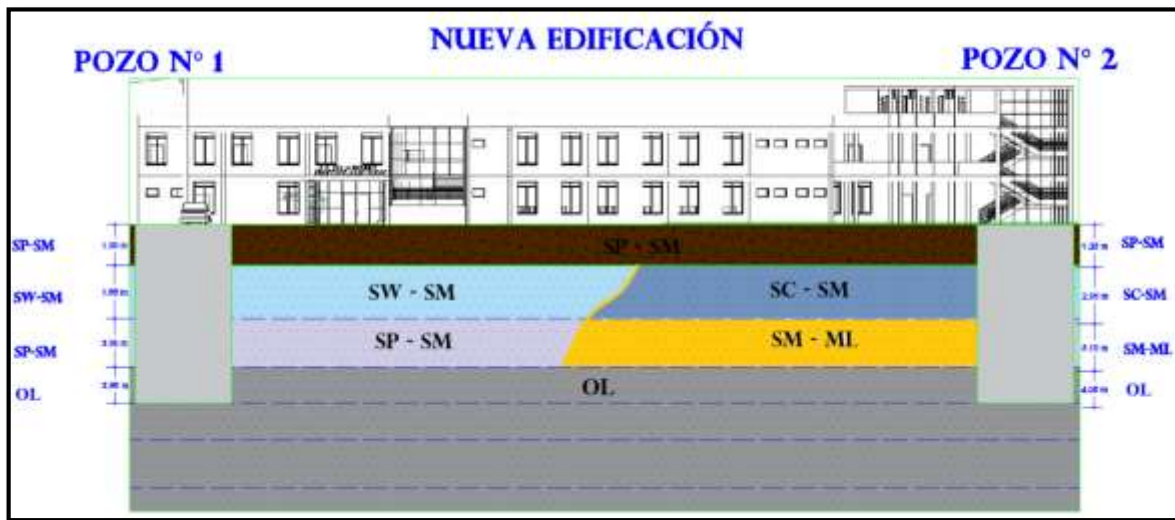 NUEVA EDIFICACIÓN
POZO N° 1
POZO N° 2
SP-SM
SP - SM
SP-SM
SW-SM
SW - SM
SC - SM
SC-SM
SP-SM
SP - SM
SM - ML
SM-ML
OL
OL
OL